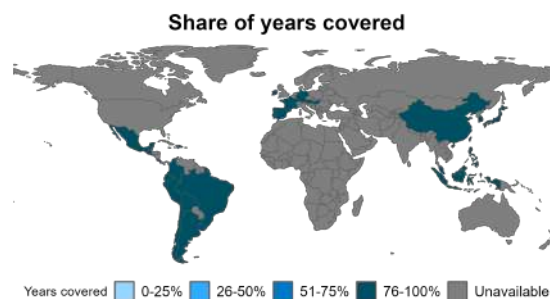 Share of years covered
Years covered 0-25% 26-50% 51-75% 76-100% Unavailable